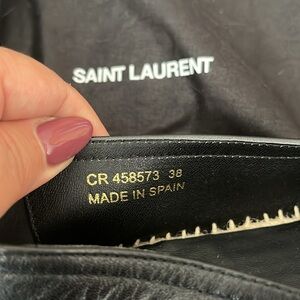 SAINT LAURENT
CR 458573 38
MADE IN SPAIN